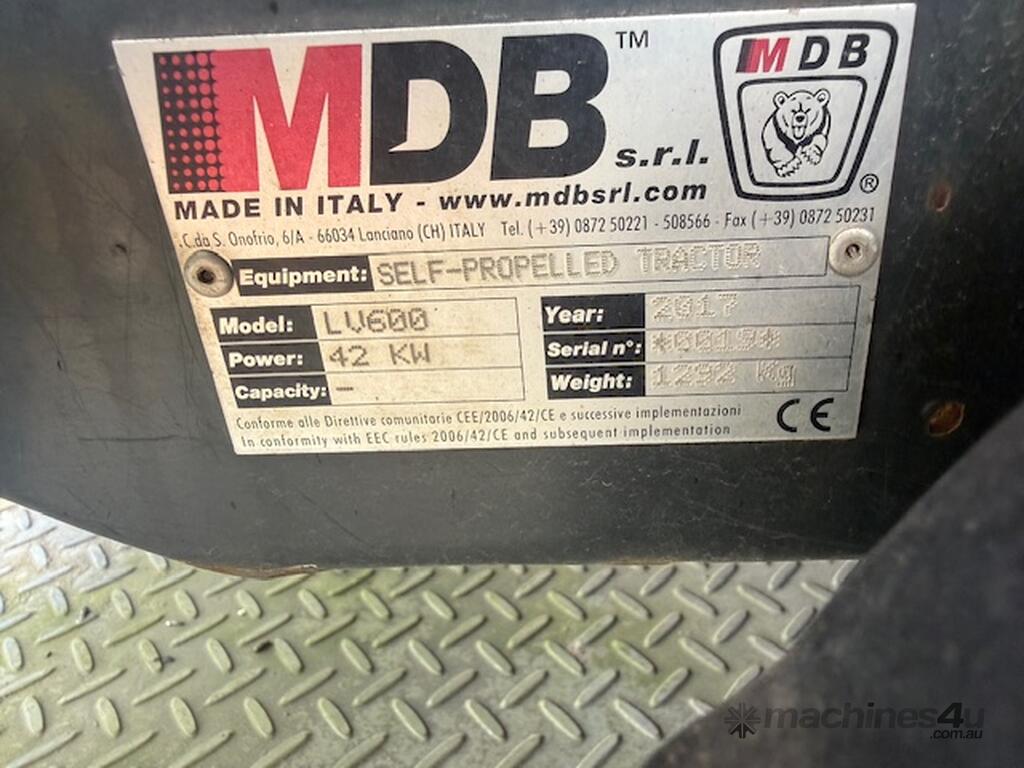 MDB™ s.r.l.
MDB
®
MADE IN ITALY - www.mdbsrl.com
C.da S. Onofrio, 6/A - 66034 Lanciano (CH) ITALY Tel. (+39) 0872 50221 - 508566 - Fax (+39) 0872 50231
Equipment: SELF-PROPELLED TRACTOR
Model: LV600
Year: 2017
Power: 42 KW
Serial n°: *00190*
Capacity: -
Weight: 1292 Kg
Conforme alle Direttive comunitarie CEE/2006/42/CE e successive implementazioni
In conformity with EEC rules 2006/42/CE and subsequent implementation
CE
machines4u
.com.au